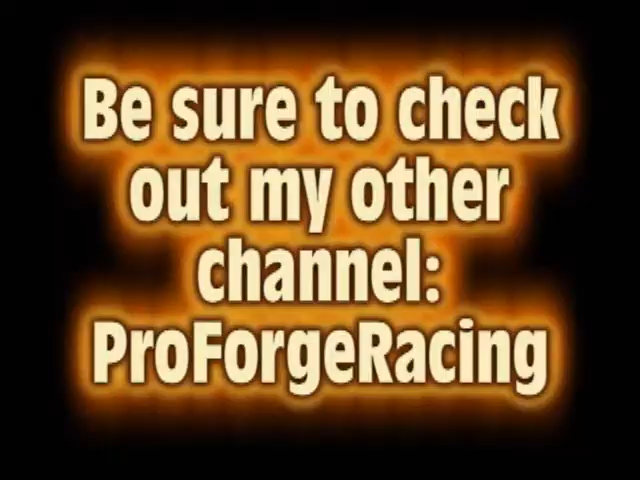 Be sure to check
out my other
channel:
ProForgeRacing